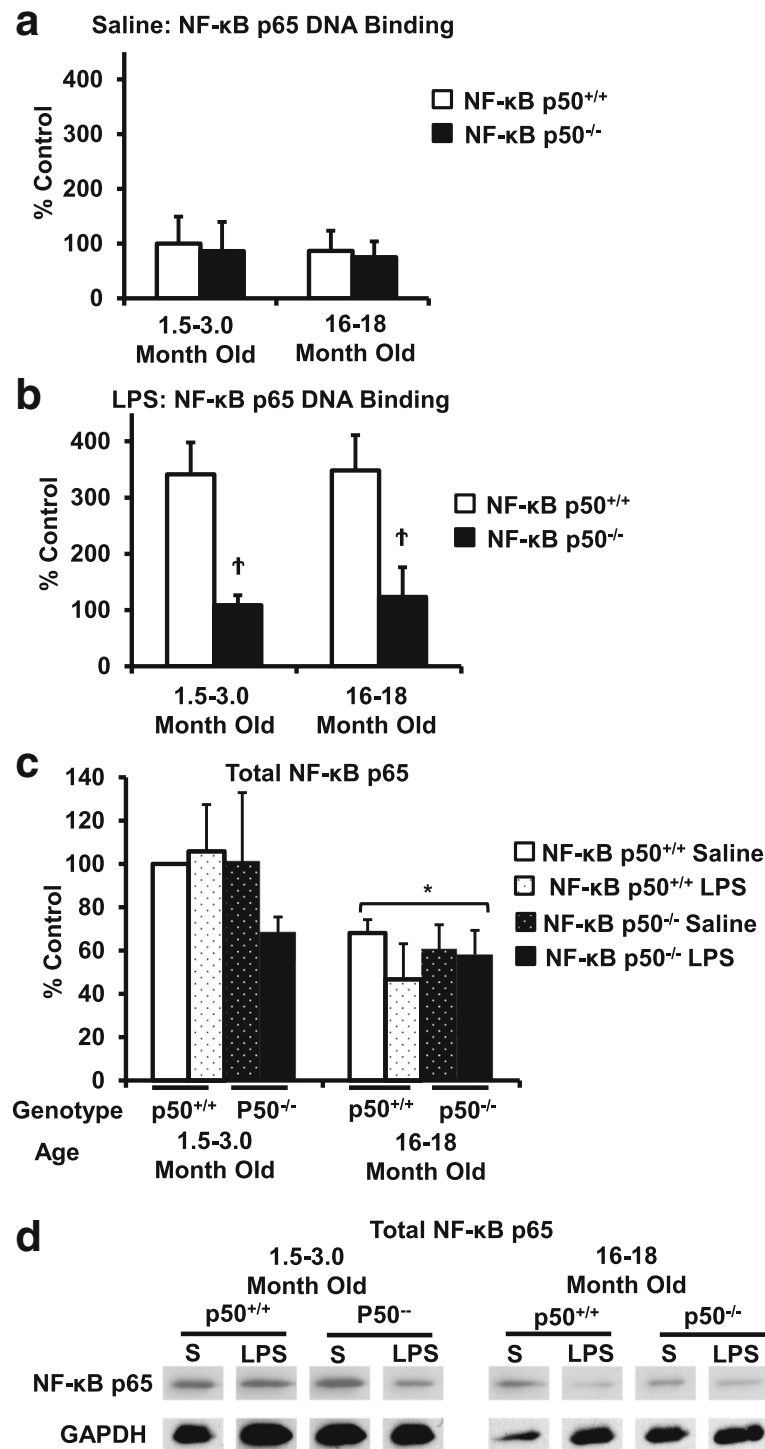 a
Saline: NF-κB p65 DNA Binding
% Control
400
300
200
100
0
NF-κB p50+/+
NF-κB p50-/-
1.5-3.0 16-18
Month Old Month Old
b
LPS: NF-κB p65 DNA Binding
% Control
400
300
200
100
0
† †
NF-κB p50+/+
NF-κB p50-/-
1.5-3.0 16-18
Month Old Month Old
c
Total NF-κB p65
% Control
140
120
100
80
60
40
20
0
*
NF-κB p50+/+ Saline
NF-κB p50+/+ LPS
NF-κB p50-/- Saline
NF-κB p50-/- LPS
Genotype p50+/+ P50-/- p50+/+ p50-/-
Age 1.5-3.0 16-18
Month Old Month Old
d
Total NF-κB p65
1.5-3.0 16-18
Month Old Month Old
p50+/+ P50-- p50+/+ p50-/-
S LPS S LPS S LPS S LPS
NF-κB p65
GAPDH